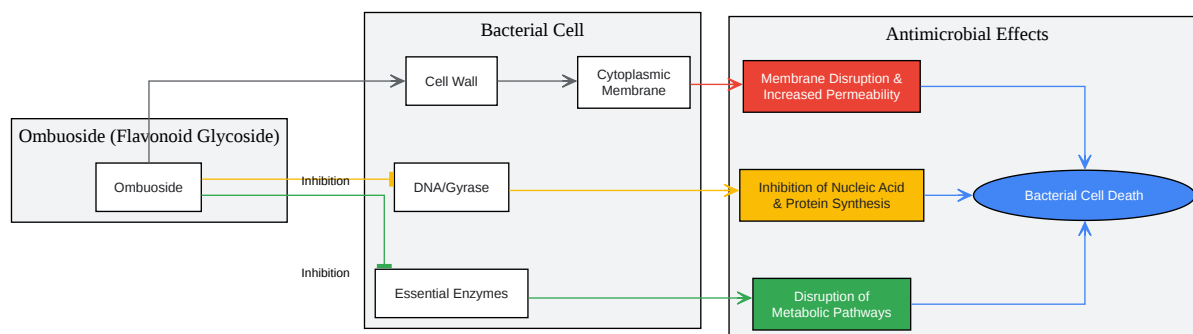 Bacterial Cell
Antimicrobial Effects
Cell Wall
Cytoplasmic
Membrane
Membrane Disruption &
Increased Permeability
Ombuoside (Flavonoid Glycoside)
Ombuoside
Inhibition
DNA/Gyrase
Inhibition of Nucleic Acid
& Protein Synthesis
Bacterial Cell Death
Inhibition
Essential Enzymes
Disruption of
Metabolic Pathways